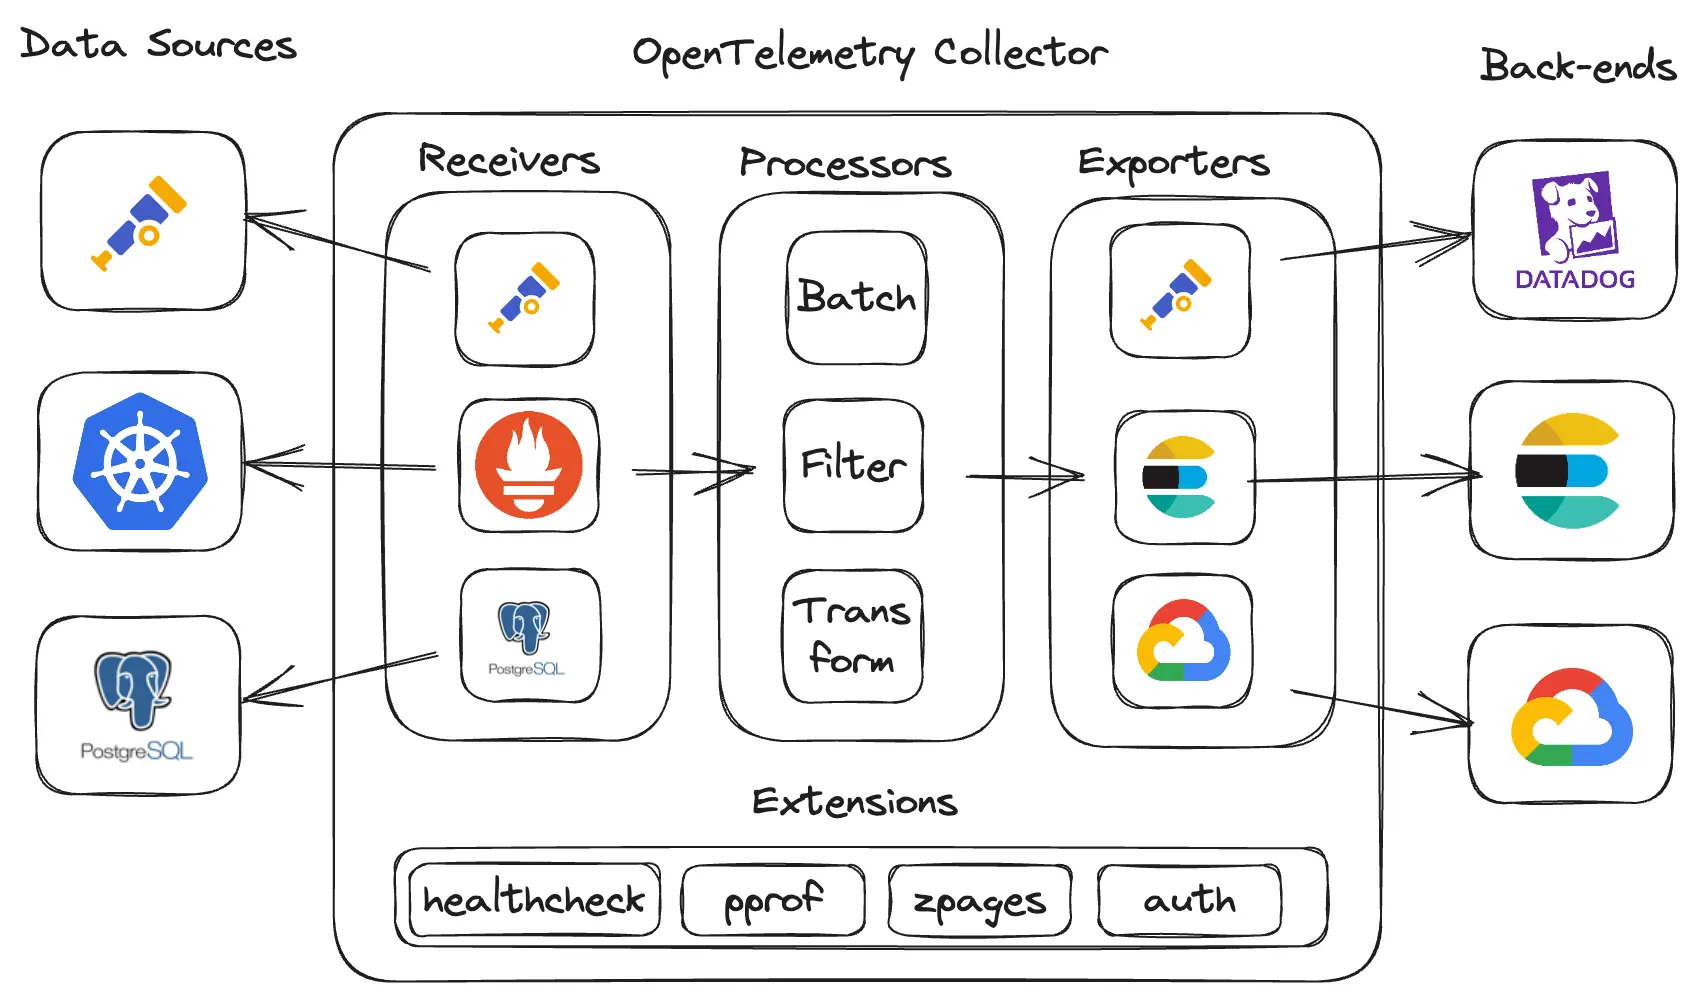 Data Sources
OpenTelemetry Collector
Back-ends
Receivers
Processors
Exporters
Batch
DATADOG
Filter
Trans
form
PostgreSQL
PostgreSQL
Extensions
healthcheck
pprof
zpages
auth